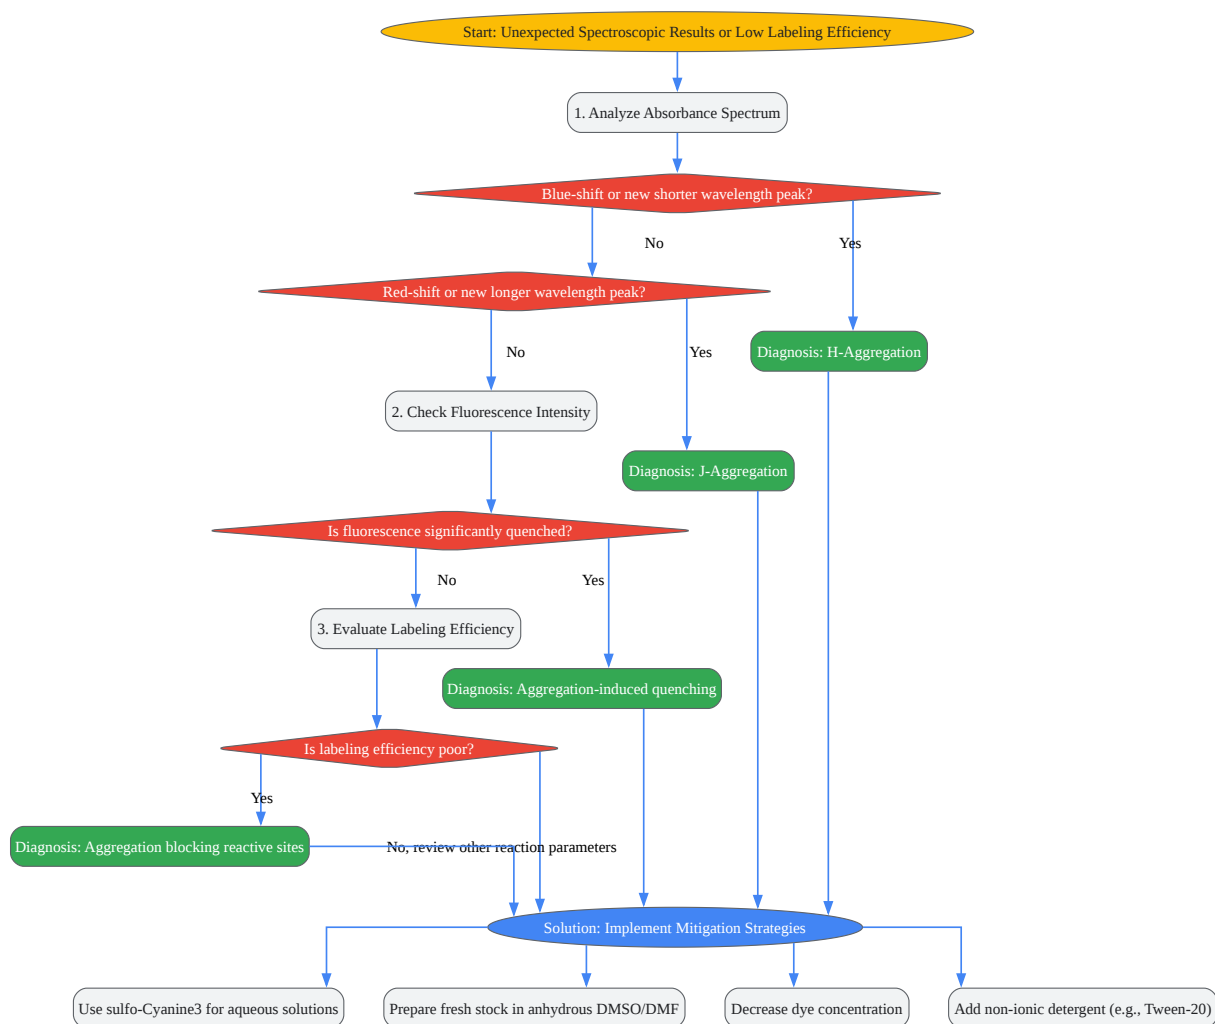 Start: Unexpected Spectroscopic Results or Low Labeling Efficiency
1. Analyze Absorbance Spectrum
Blue-shift or new shorter wavelength peak?
No
Yes
Red-shift or new longer wavelength peak?
No
Yes
Diagnosis: H-Aggregation
2. Check Fluorescence Intensity
Diagnosis: J-Aggregation
Is fluorescence significantly quenched?
No
Yes
3. Evaluate Labeling Efficiency
Diagnosis: Aggregation-induced quenching
Is labeling efficiency poor?
Yes
Diagnosis: Aggregation blocking reactive sites
No, review other reaction parameters
Solution: Implement Mitigation Strategies
Use sulfo-Cyanine3 for aqueous solutions
Prepare fresh stock in anhydrous DMSO/DMF
Decrease dye concentration
Add non-ionic detergent (e.g., Tween-20)